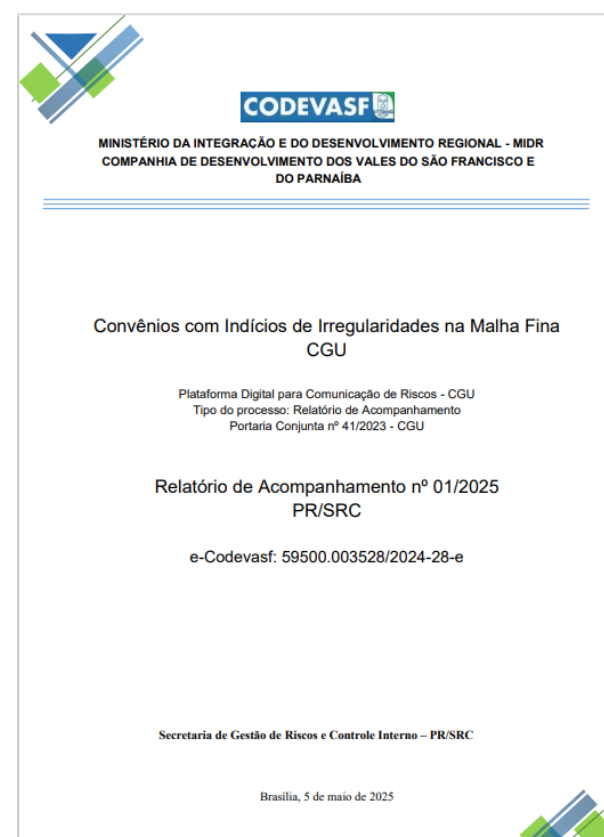 CODEVASF
MINISTÉRIO DA INTEGRAÇÃO E DO DESENVOLVIMENTO REGIONAL - MIDR
COMPANHIA DE DESENVOLVIMENTO DOS VALES DO SÃO FRANCISCO E
DO PARNAÍBA
Convênios com Indícios de Irregularidades na Malha Fina
CGU
Plataforma Digital para Comunicação de Riscos - CGU
Tipo do processo: Relatório de Acompanhamento
Portaria Conjunta nº 41/2023 - CGU
Relatório de Acompanhamento nº 01/2025
PR/SRC
e-Codevasf: 59500.003528/2024-28-e
Secretaria de Gestão de Riscos e Controle Interno – PR/SRC
Brasília, 5 de maio de 2025